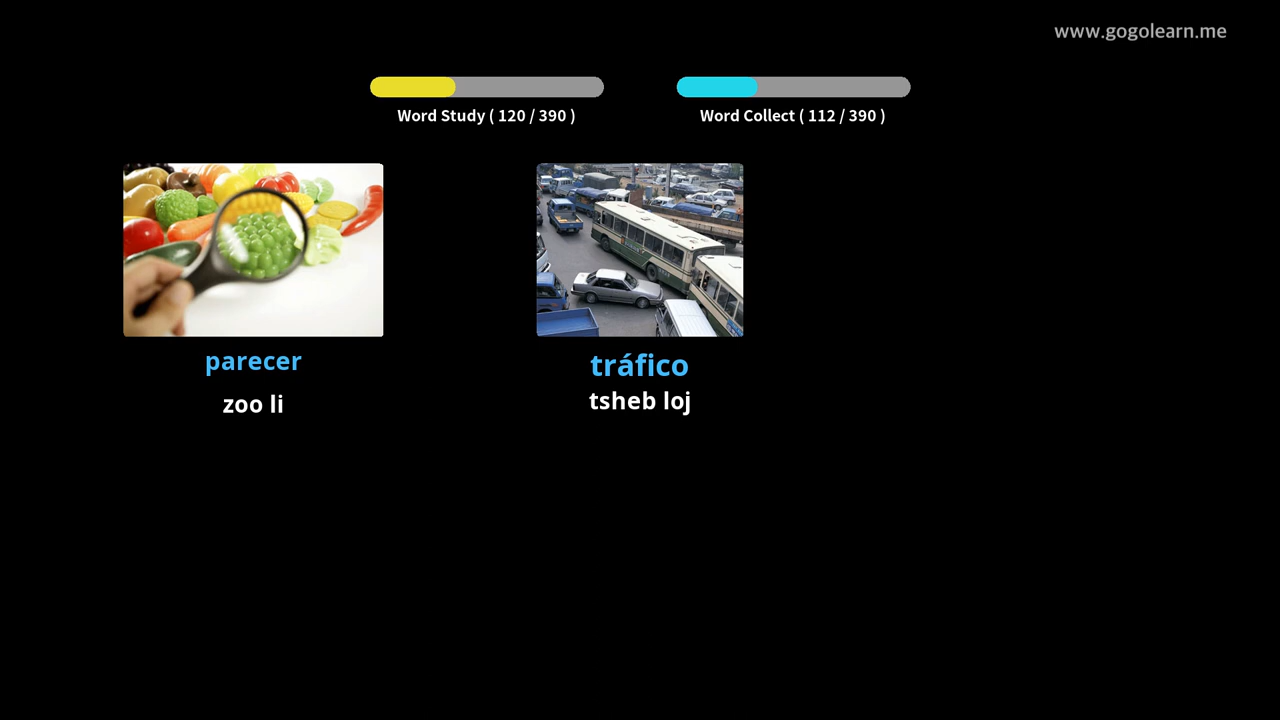 www.gogolearn.me
Word Study ( 120 / 390 )
Word Collect ( 112 / 390 )
parecer
zoo li
tráfico
tsheb loj